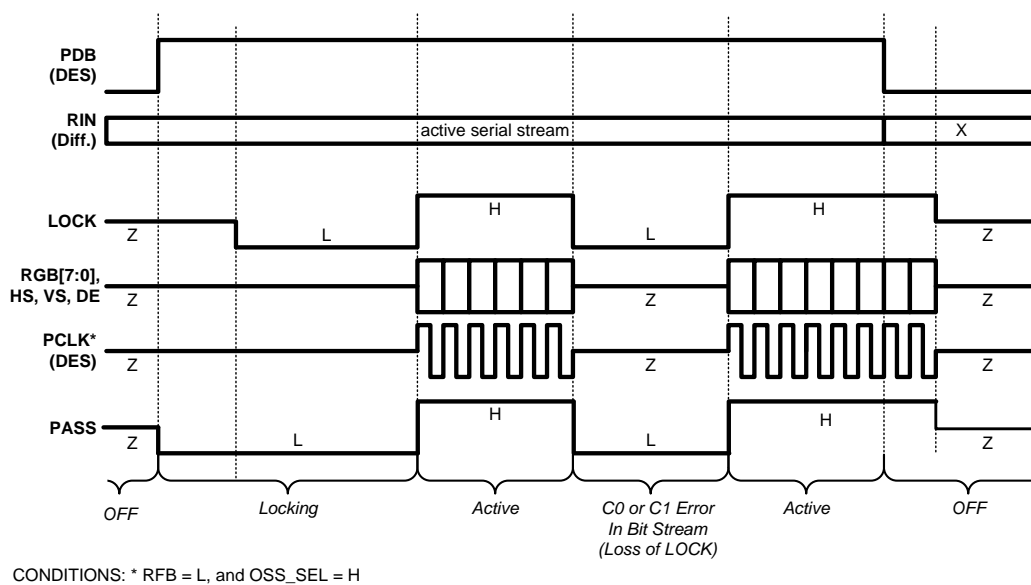 PDB
(DES)
RIN
(Diff.)
active serial stream
X
LOCK
Z
L
H
L
H
Z
RGB[7:0],
HS, VS, DE
Z
Z
Z
PCLK*
(DES)
Z
Z
Z
PASS
Z
L
H
L
H
Z
OFF
Locking
Active
C0 or C1 Error
In Bit Stream
(Loss of LOCK)
Active
OFF
CONDITIONS: * RFB = L, and OSS_SEL = H